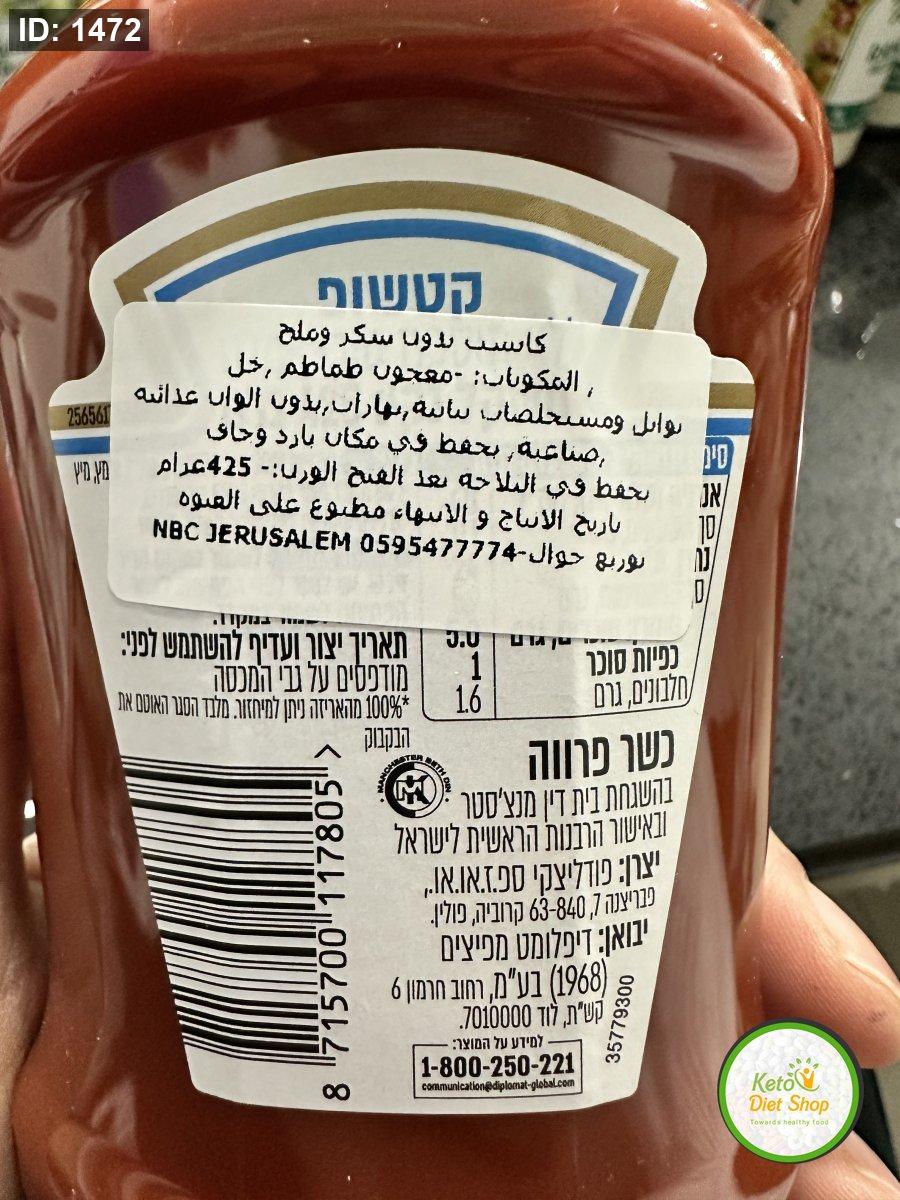 ID: 1472
קטשופ
كاتشب بدون سكر وملح
, المكونات: -معجون طماطم ,خل
توابل ومستخلصات نباتية,بهارات,بدون الوان غذائية
,صناعية, يحفظ في مكان بارد وجاف
يحفظ في الثلاجة بعد الفتح الوزن:- 425غرام
تاريخ الانتاج و الانتهاء مطبوع على العبوة
توزيع جوال-0595477774 NBC JERUSALEM
תאריך יצור ועדיף להשתמש לפני:
מודפסים על גבי המכסה
*100% מהאריזה ניתן למיחזור. מלבד הסגר האוטם את
הבקבוק
כפיות סוכר 1
חלבונים, גרם 1.6
כשר פרווה
MANCHESTER BETH DIN
MK
בהשגחת בית דין מנצ'סטר
ובאישור הרבנות הראשית לישראל
יצרן: פודליצקי ספ.ז.או.או.,
פבריצנה 7, 63-840 קרוביה, פולין.
יבואן: דיפלומט מפיצים
(1968) בע"מ, רחוב חרמון 6
קש"ת, לוד 7010000.
למידע על המוצר:
1-800-250-221
communication@diplomat-global.com
35779300
8 715700 117805 >
Keto
Diet Shop
Towards healthy food